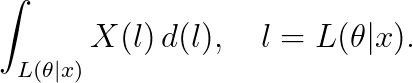 ∫_{L(θ|x)} X(l) d(l),   l = L(θ|x).